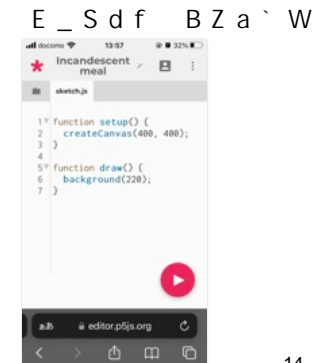 E _ S d f   B Z a ` W
docomo 13:57 32%
Incandescent
meal
sketch.js
1 function setup() {
2 createCanvas(400, 400);
3 }
4
5 function draw() {
6 background(220);
7 }
ああ editor.p5js.org
14